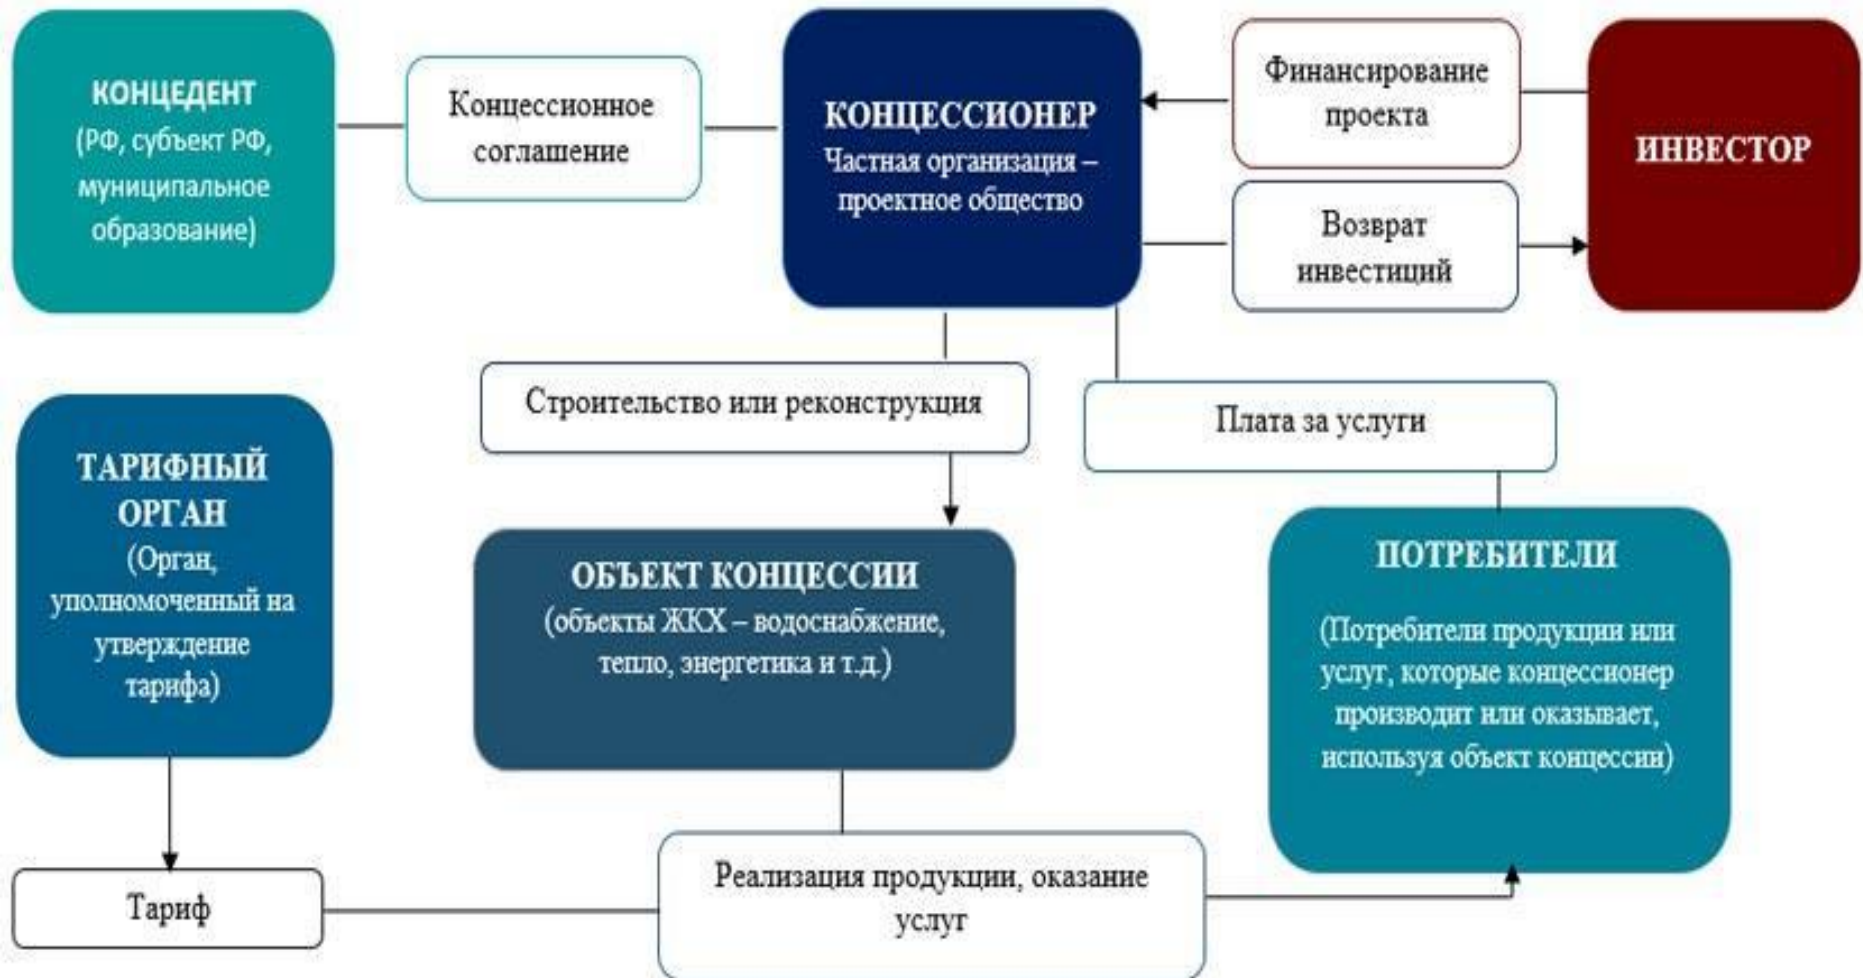 КОНЦЕДЕНТ
(РФ, субъект РФ,
муниципальное
образование)
Концессионное
соглашение
КОНЦЕССИОНЕР
Частная организация –
проектное общество
Финансирование
проекта
Возврат
инвестиций
ИНВЕСТОР
Строительство или реконструкция
Плата за услуги
ТАРИФНЫЙ
ОРГАН
(Орган,
уполномоченный на
утверждение
тарифа)
ОБЪЕКТ КОНЦЕССИИ
(объекты ЖКХ – водоснабжение,
тепло, энергетика и т.д.)
ПОТРЕБИТЕЛИ
(Потребители продукции или
услуг, которые концессионер
производит или оказывает,
используя объект концессии)
Тариф
Реализация продукции, оказание
услуг